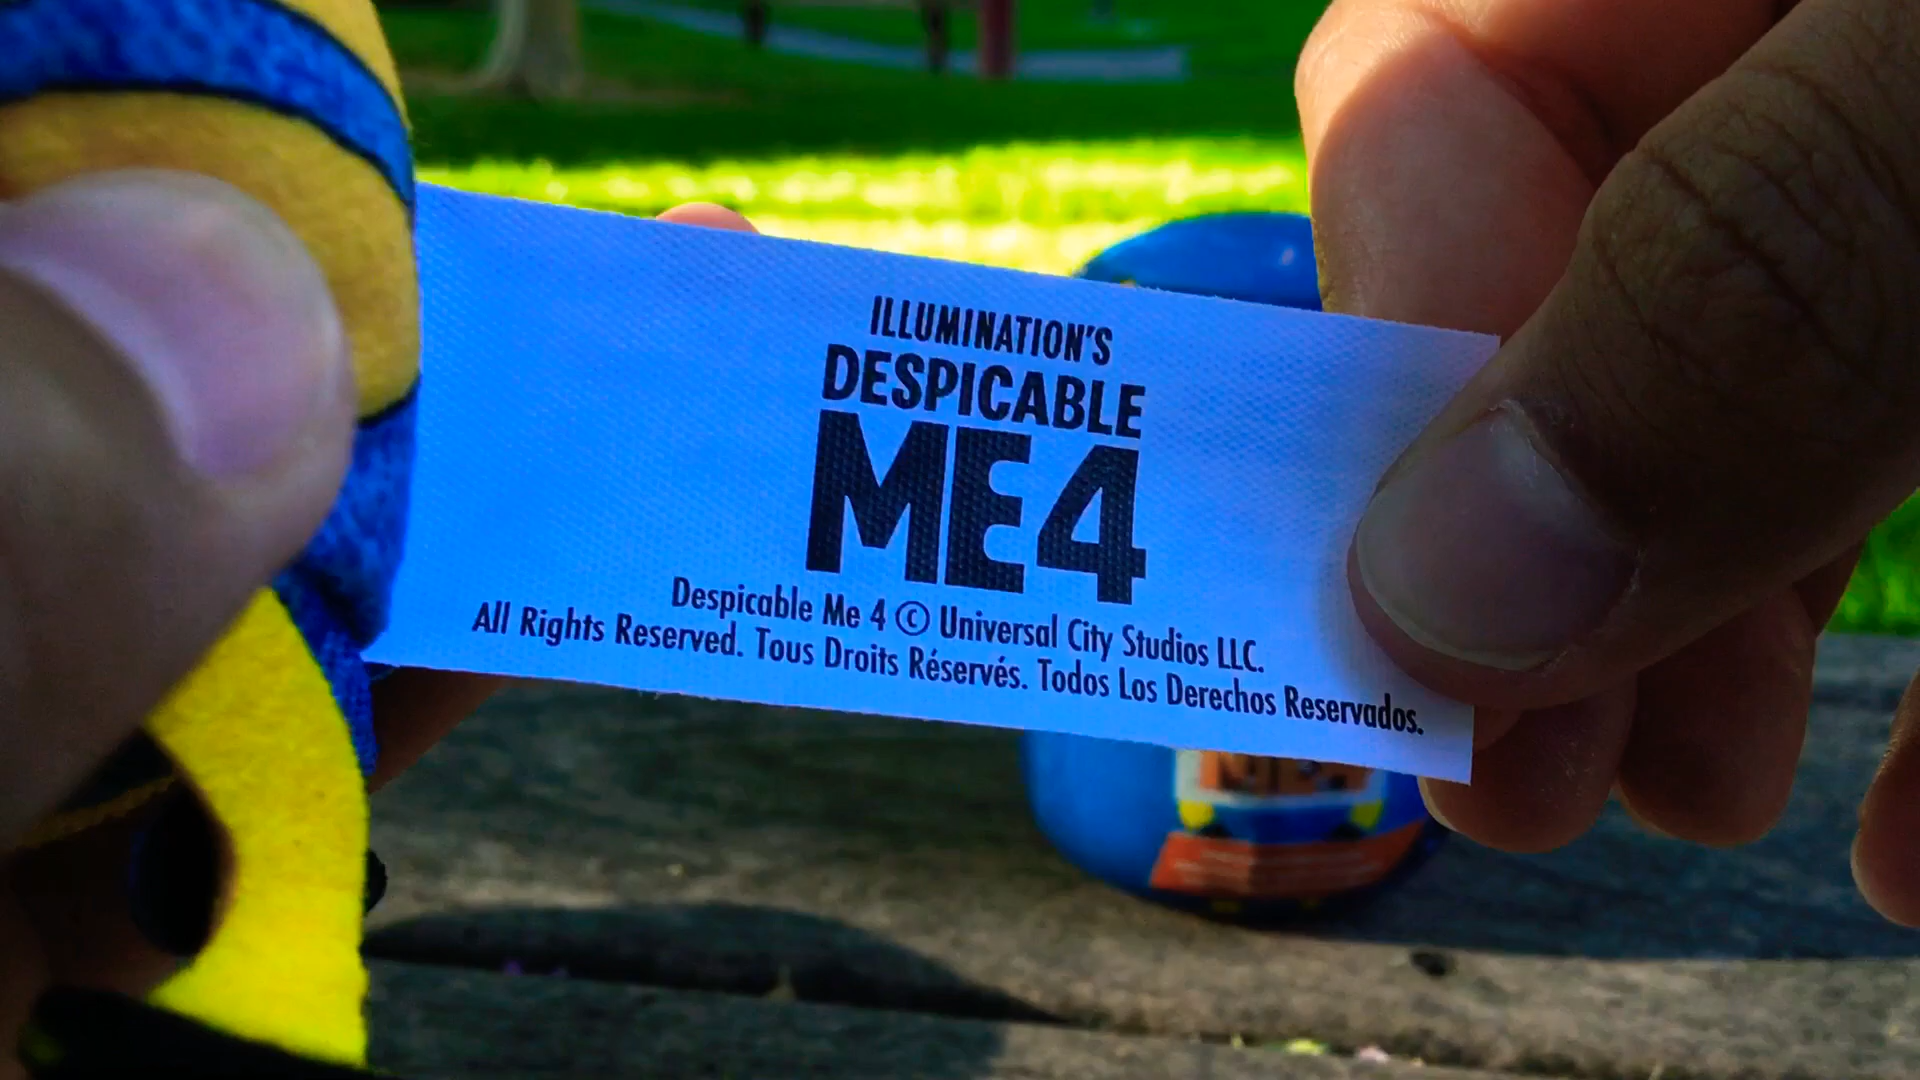 ILLUMINATION'S
DESPICABLE
ME4
Despicable Me 4 © Universal City Studios LLC.
All Rights Reserved. Tous Droits Réservés. Todos Los Derechos Reservados.